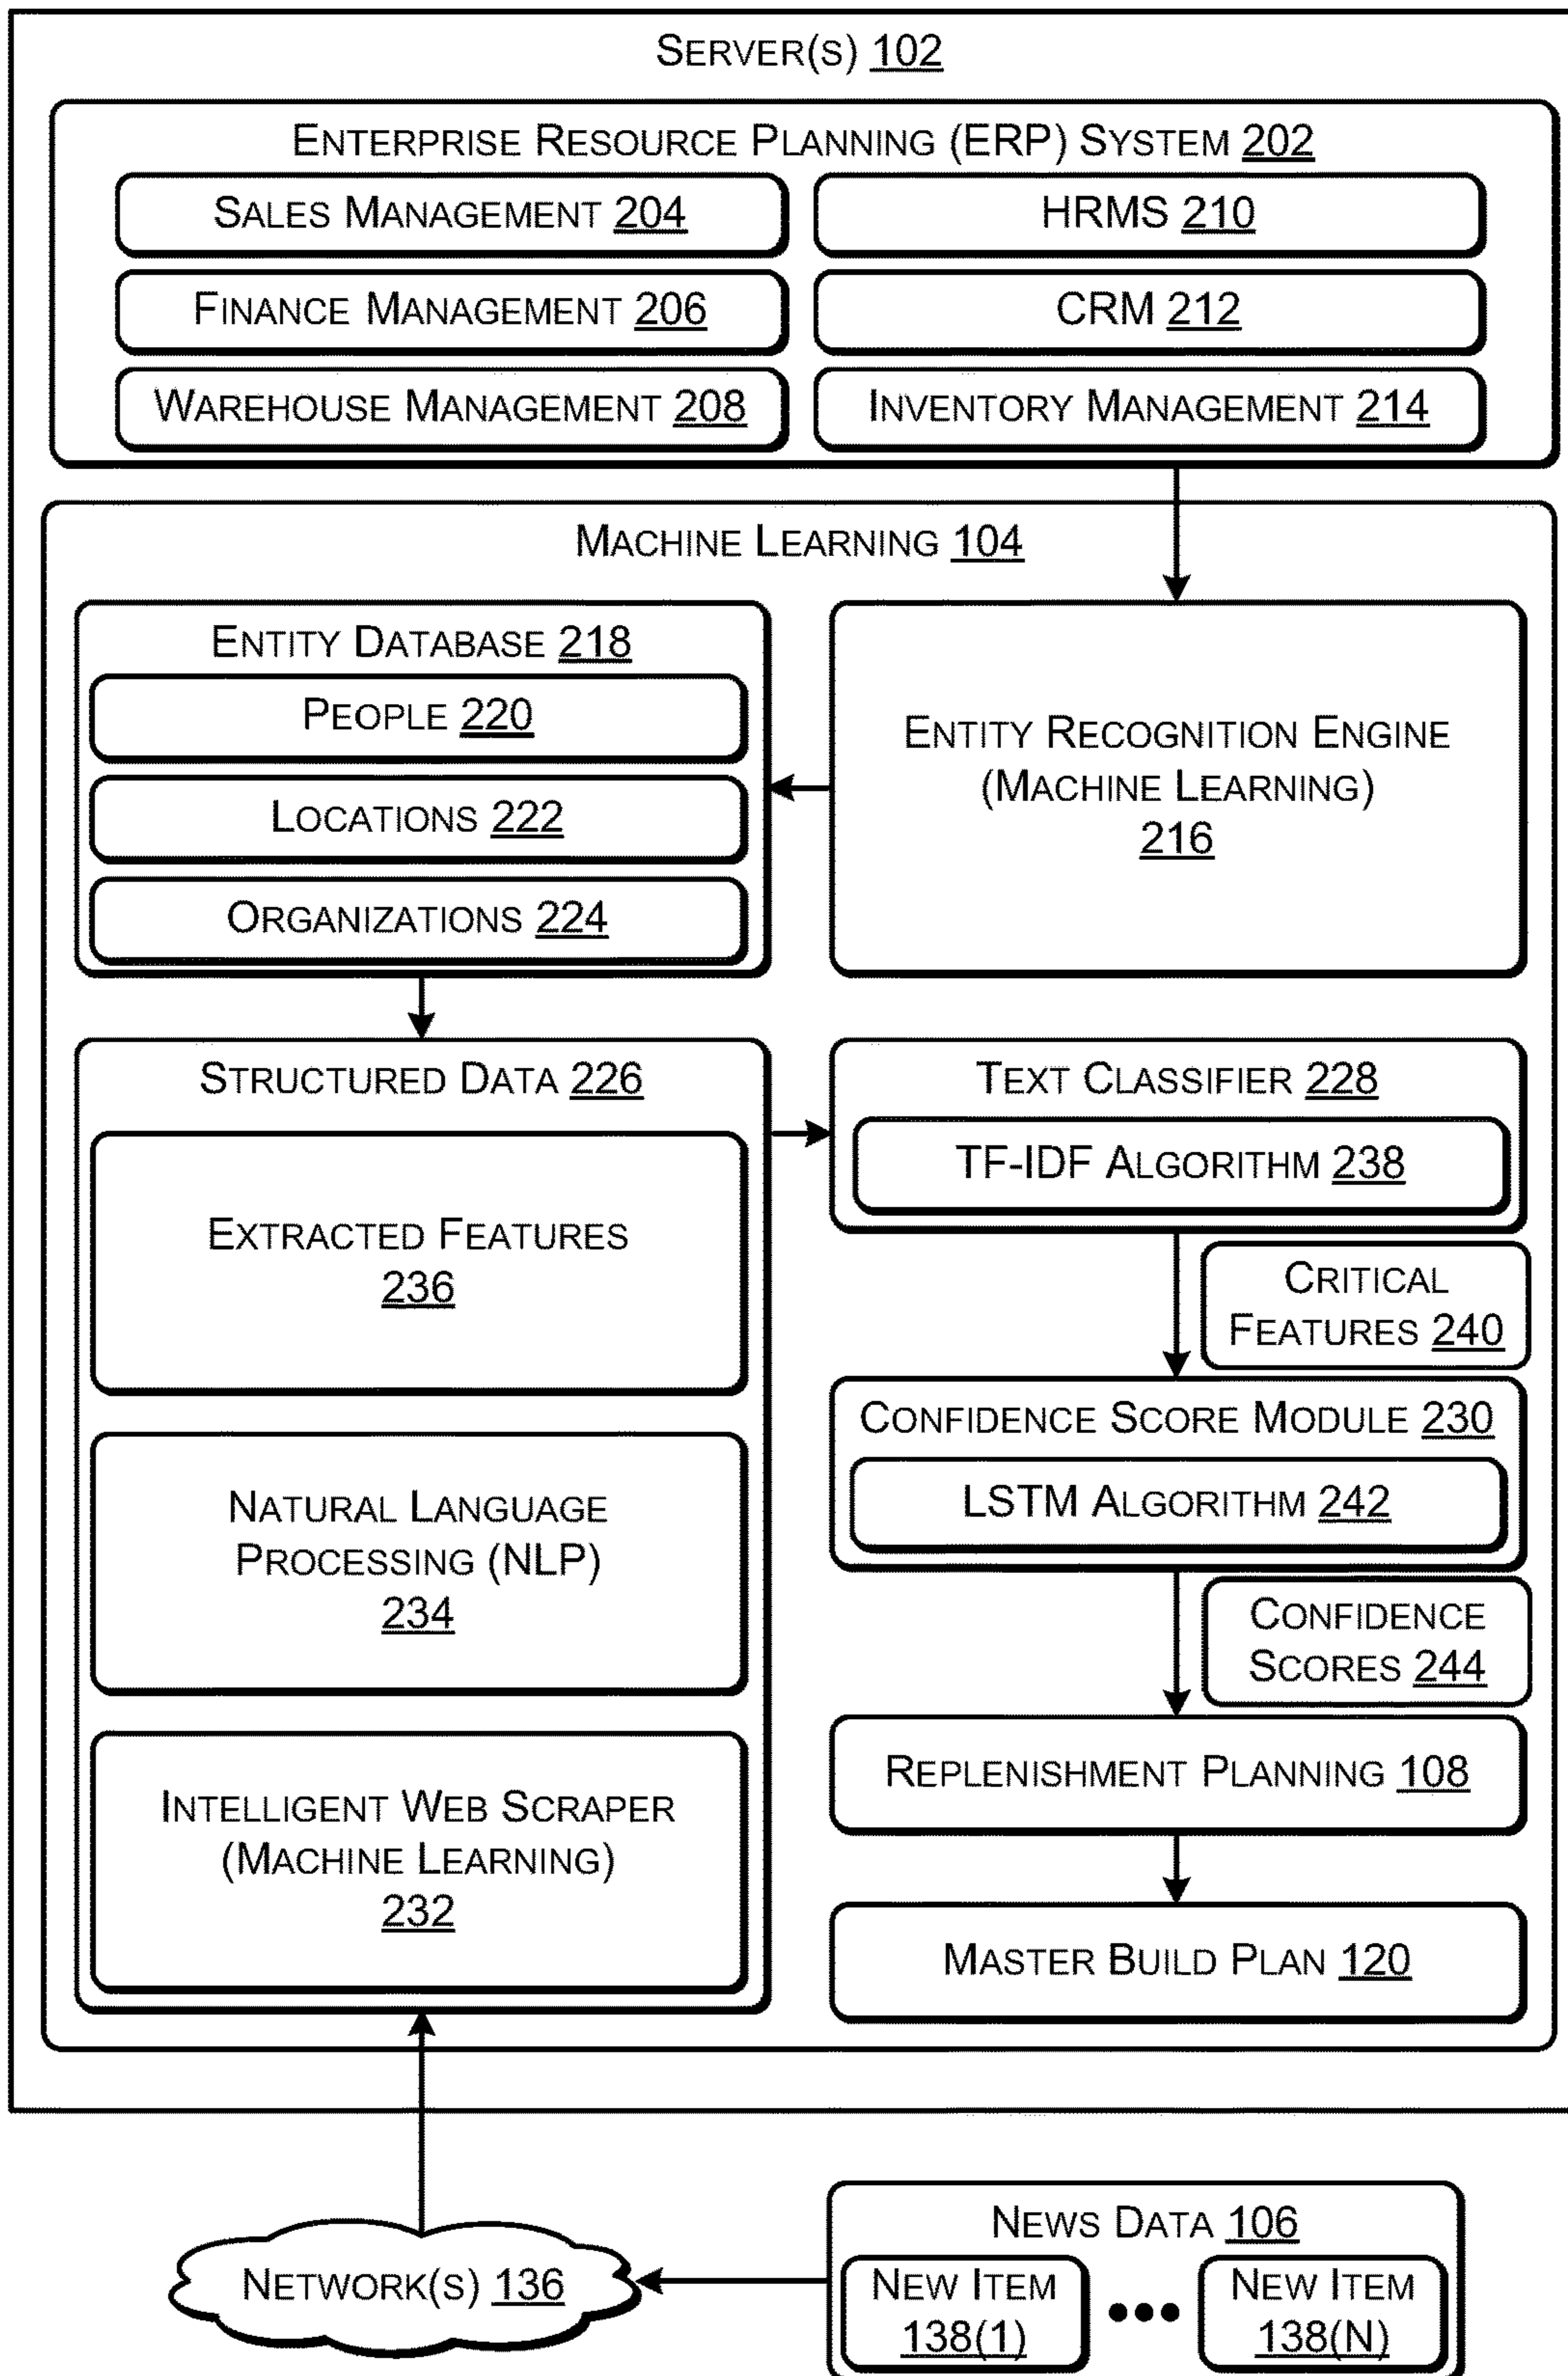 SERVER(S) 102
ENTERPRISE RESOURCE PLANNING (ERP) SYSTEM 202
SALES MANAGEMENT 204
HRMS 210
FINANCE MANAGEMENT 206
CRM 212
WAREHOUSE MANAGEMENT 208
INVENTORY MANAGEMENT 214
MACHINE LEARNING 104
ENTITY DATABASE 218
PEOPLE 220
LOCATIONS 222
ORGANIZATIONS 224
ENTITY RECOGNITION ENGINE
(MACHINE LEARNING)
216
STRUCTURED DATA 226
EXTRACTED FEATURES
236
NATURAL LANGUAGE
PROCESSING (NLP)
234
INTELLIGENT WEB SCRAPER
(MACHINE LEARNING)
232
TEXT CLASSIFIER 228
TF-IDF ALGORITHM 238
CRITICAL
FEATURES 240
CONFIDENCE SCORE MODULE 230
LSTM ALGORITHM 242
CONFIDENCE
SCORES 244
REPLENISHMENT PLANNING 108
MASTER BUILD PLAN 120
NETWORK(S) 136
NEWS DATA 106
NEW ITEM
138(1)
NEW ITEM
138(N)